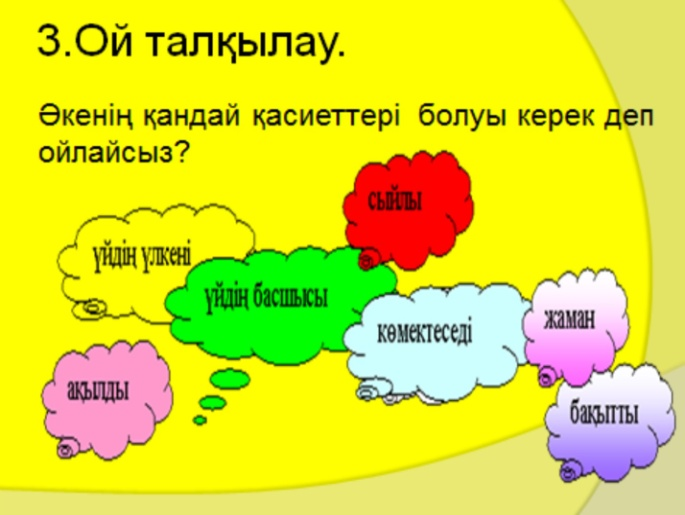 3.Ой талқылау.
Әкенің қандай қасиеттері болуы керек деп
ойлайсыз?
сыйлы
үйдің үлкені
үйдің басшысы
көмектеседі
жаман
ақылды
бақытты